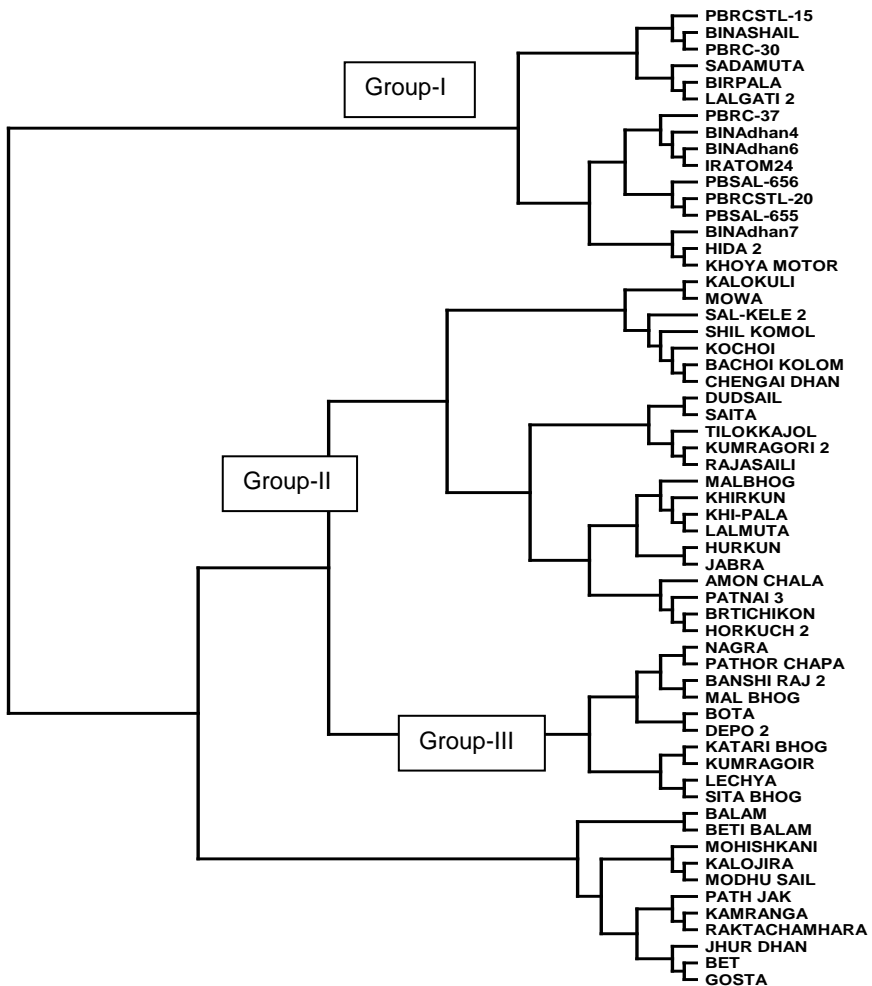 PBRCSTL-15
BINASHAIL
PBRC-30
SADAMUTA
Group-I
BIRPALA
LALGATI 2
PBRC-37
BINAdhan4
BINAdhan6
IRATOM24
PBSAL-656
PBRCSTL-20
PBSAL-655
BINAdhan7
HIDA 2
KHOYA MOTOR
KALOKULI
MOWA
SAL-KELE 2
SHIL KOMOL
KOCHOI
BACHOI KOLOM
CHENGAI DHAN
DUDSAIL
SAITA
TILOKKAJOL
KUMRAGORI 2
RAJASAILI
Group-II
MALBHOG
KHIRKUN
KHI-PALA
LALMUTA
HURKUN
JABRA
AMON CHALA
PATNAI 3
BRTICHIKON
HORKUCH 2
NAGRA
PATHOR CHAPA
BANSHI RAJ 2
MAL BHOG
BOTA
DEPO 2
Group-III
KATARI BHOG
KUMRAGOIR
LECHYA
SITA BHOG
BALAM
BETI BALAM
MOHISHKANI
KALOJIRA
MODHU SAIL
PATH JAK
KAMRANGA
RAKTACHAMHARA
JHUR DHAN
BET
GOSTA